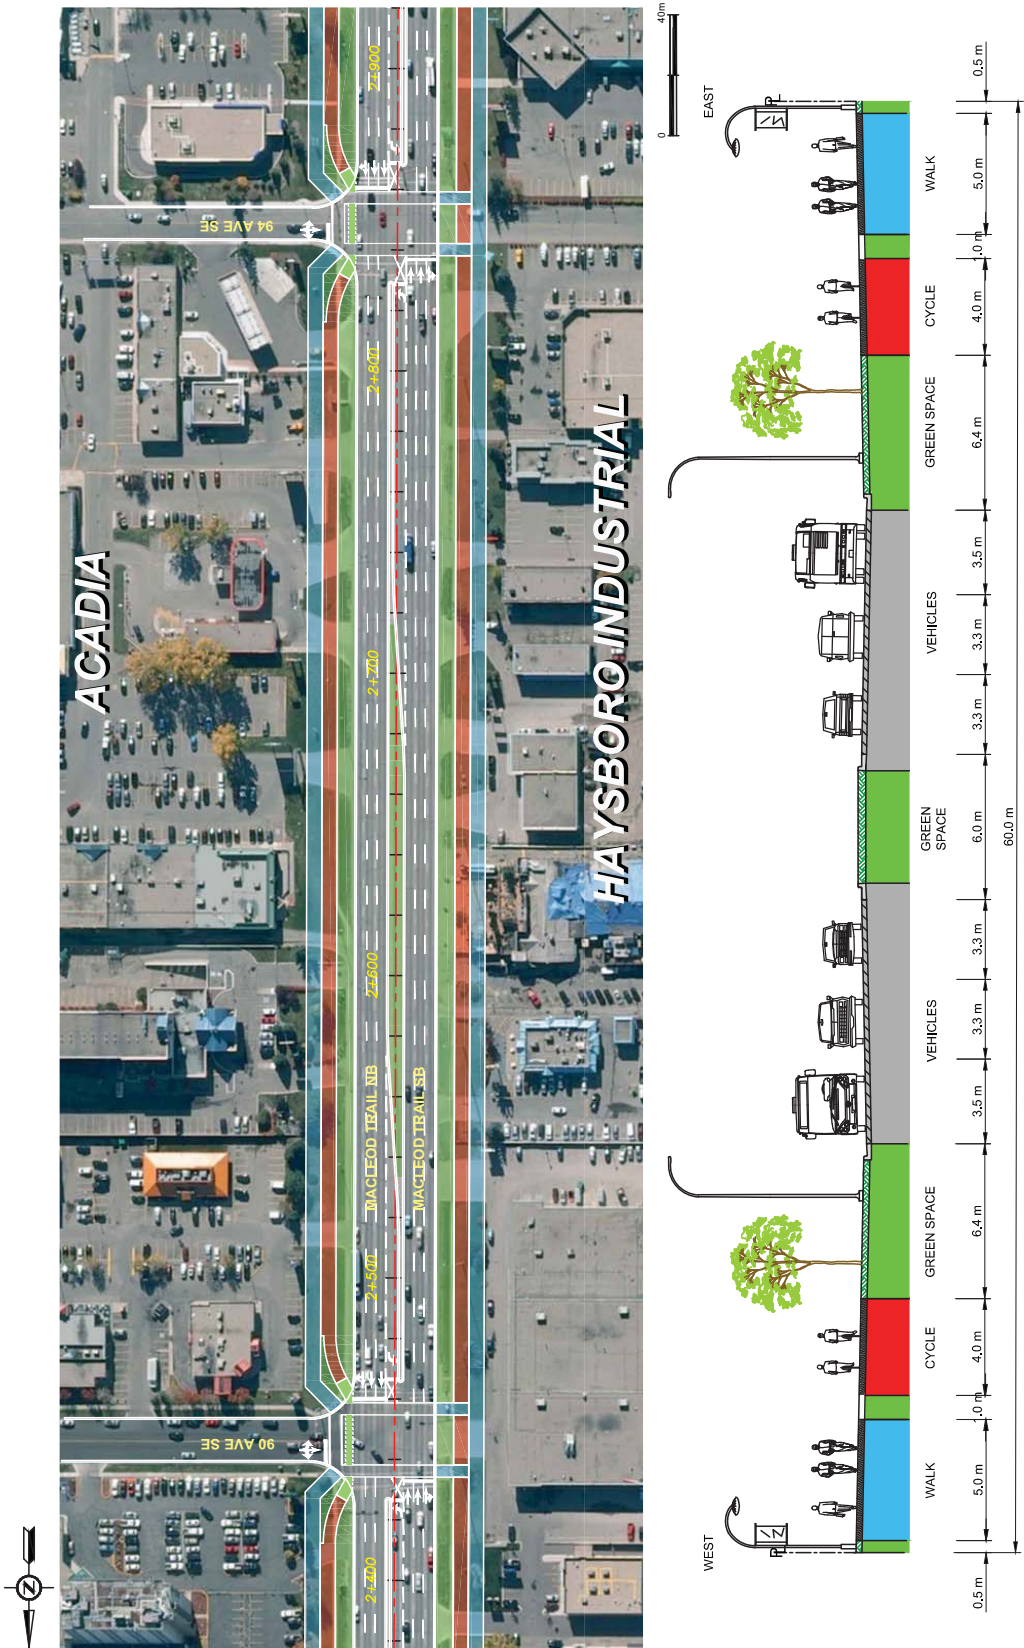 ACADIA
HAYSBORO INDUSTRIAL
94 AVE SE
90 AVE SE
MACLEOD TRAIL NB
MACLEOD TRAIL SB
2+400
2+500
2+600
2+700
2+800
2+900
N
0
40m
WEST
EAST
P
P
WALK
CYCLE
GREEN SPACE
VEHICLES
GREEN
SPACE
VEHICLES
GREEN SPACE
CYCLE
WALK
0.5 m
5.0 m
1.0 m
4.0 m
6.4 m
3.5 m
3.3 m
3.3 m
6.0 m
3.3 m
3.3 m
3.5 m
6.4 m
4.0 m
1.0 m
5.0 m
0.5 m
60.0 m